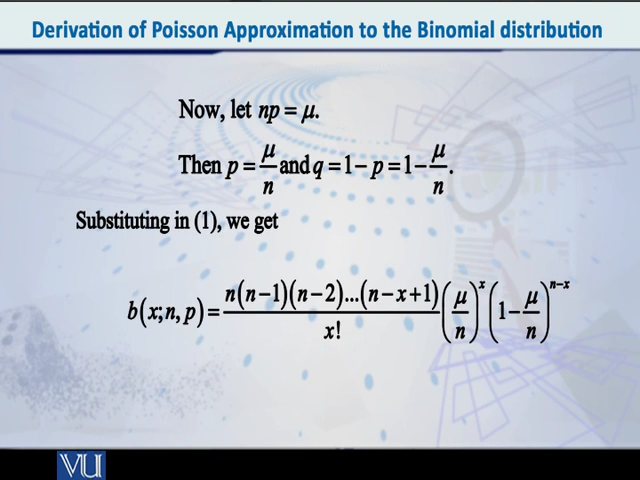 Derivation of Poisson Approximation to the Binomial distribution
Now, let np = μ.
Then p = μ/n and q = 1 − p = 1 − μ/n.
Substituting in (1), we get
b(x; n, p) = n(n−1)(n−2)...(n−x+1)/x! (μ/n)^x (1−μ/n)^(n−x)
VU